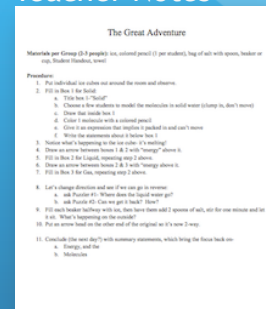 Teacher Notes
The Great Adventure
Materials per Group (2-3 people): ice, colored pencil (1 per student), bag of salt with spoon, beaker or
cup, Student Handout, towel
Procedure:
1. Put individual ice cubes out around the room and observe.
2. Fill in Box 1 for Solid:
a. Title box 1-"Solid"
b. Choose a few students to model the molecules in solid water (clump in, don't move)
c. Draw that inside box 1
d. Color 1 molecule with a colored pencil
e. Give it an expression that implies it packed in and can't move
f. Write the statements about it below box 1
3. Notice what's happening to the ice cube- it's melting!
4. Draw an arrow between boxes 1 & 2 with "energy" above it.
5. Fill in Box 2 for Liquid, repeating step 2 above.
6. Draw an arrow between boxes 2 & 3 with "energy above it.
7. Fill in Box 3 for Gas, repeating step 2 above.
8. Let's change direction and see if we can go in reverse:
a. ask Puzzler #1- Where does the liquid water go?
b. ask Puzzle #2- Can we get it back? How?
9. Fill each beaker halfway with ice, then have them add 2 spoons of salt, stir for one minute and let
it sit. What's happening on the outside?
10. Put an arrow head on the other end of the original so it's now 2-way.
11. Conclude (the next day?) with summary statements, which bring the focus back on-
a. Energy, and the
b. Molecules